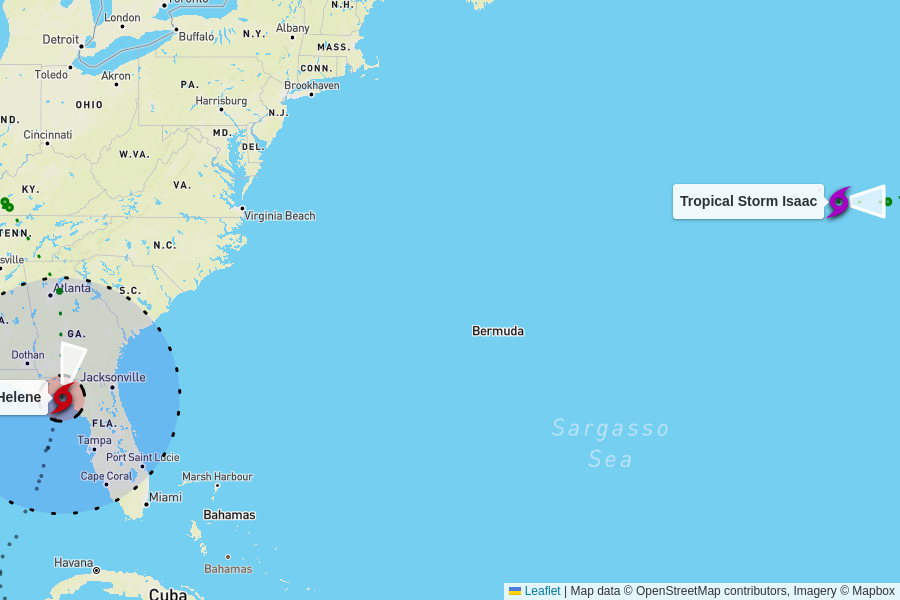 N.H.
Toronto
London
Albany
N.Y.
Buffalo
Detroit
MASS.
CONN.
Toledo
Akron
Brookhaven
PA.
Harrisburg
OHIO
N.J.
ND.
Cincinnati
MD.
DEL.
W.VA.
KY.
VA.
Tropical Storm Isaac
Virginia Beach
TENN.
N.C.
sville
Atlanta
S.C.
A.
GA.
Bermuda
Dothan
Jacksonville
Helene
FLA.
Sargasso
Sea
Tampa
Port Saint Lucie
Cape Coral
Marsh Harbour
Miami
Bahamas
Havana
Bahamas
Cuba
Leaflet | Map data © OpenStreetMap contributors, Imagery © Mapbox